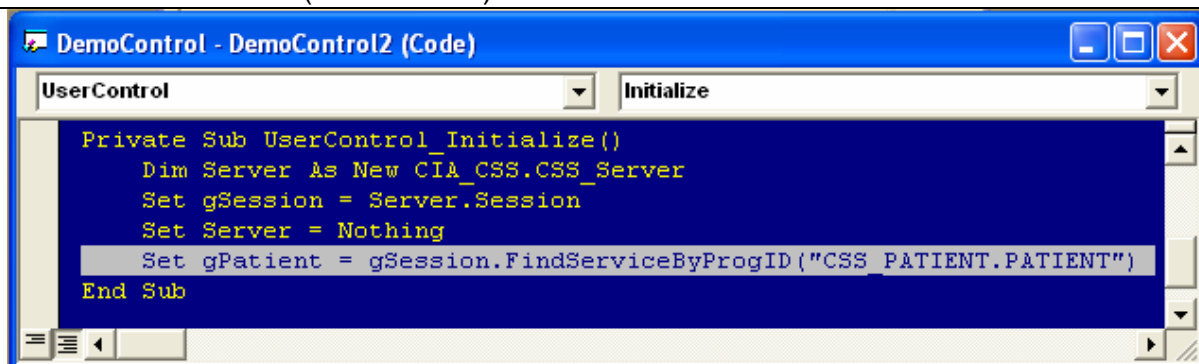 DemoControl - DemoControl2 (Code)
UserControl Initialize
Private Sub UserControl_Initialize()
Dim Server As New CIA_CSS.CSS_Server
Set gSession = Server.Session
Set Server = Nothing
Set gPatient = gSession.FindServiceByProgID("CSS_PATIENT.PATIENT")
End Sub